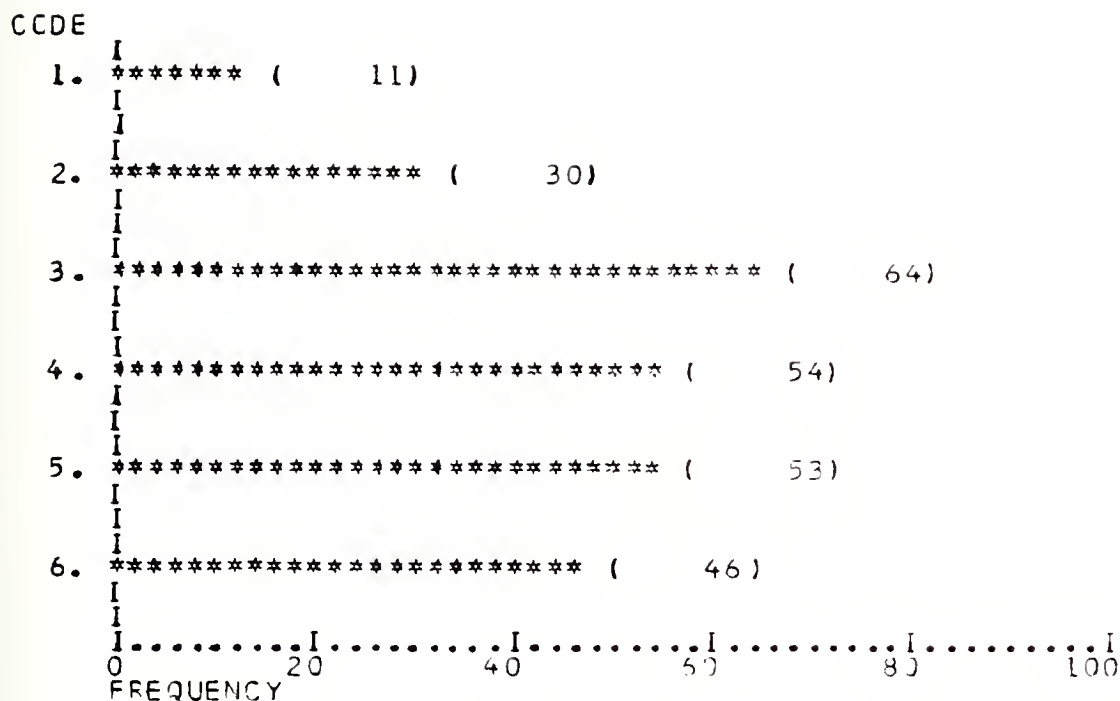 CCDE
I
1. ******* ( 11)
I
I
I
2. **************** ( 30)
I
I
I
3. ********************************* ( 64)
I
I
I
4. **************************** ( 54)
I
I
I
5. **************************** ( 53)
I
I
I
6. ************************ ( 46)
I
I
I.........I.........I.........I.........I.........I
0 20 40 60 80 100
FREQUENCY